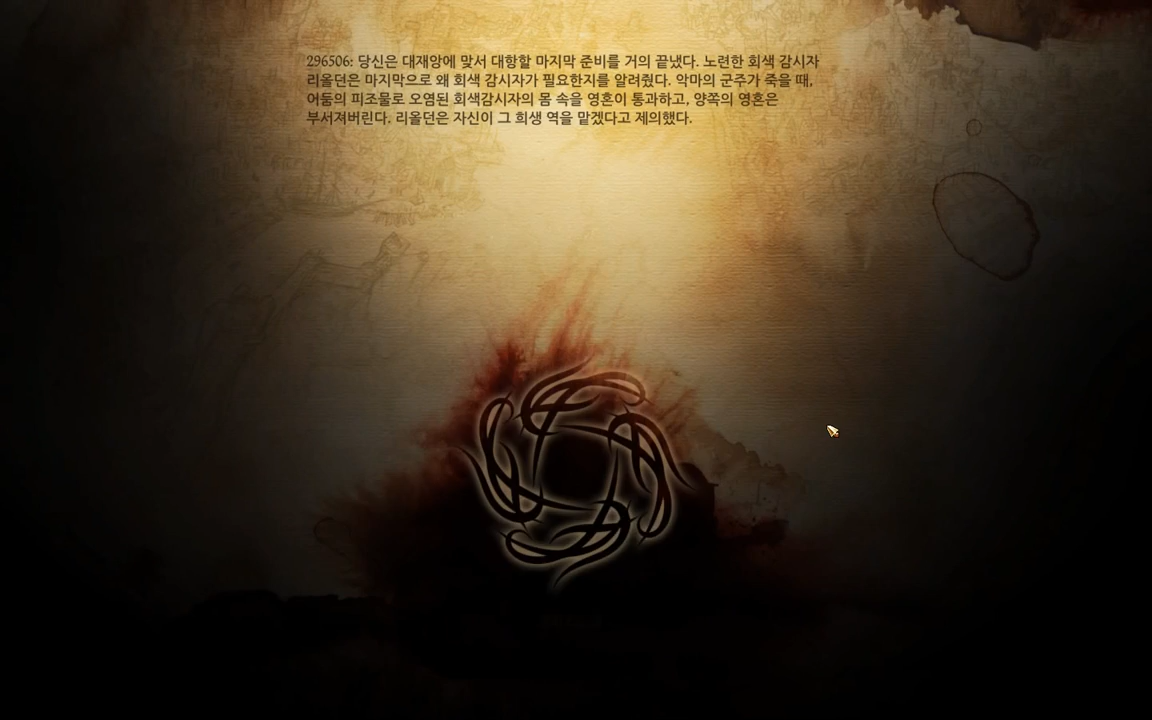 296506: 당신은 대재앙에 맞서 대항할 마지막 준비를 거의 끝냈다. 노련한 회색 감시자
리올던은 마지막으로 왜 회색 감시자가 필요한지를 알려줬다. 악마의 군주가 죽을 때,
어둠의 피조물로 오염된 회색감시자의 몸 속을 영혼이 통과하고, 양쪽의 영혼은
부서져버린다. 리올던은 자신이 그 희생 역을 맡겠다고 제의했다.